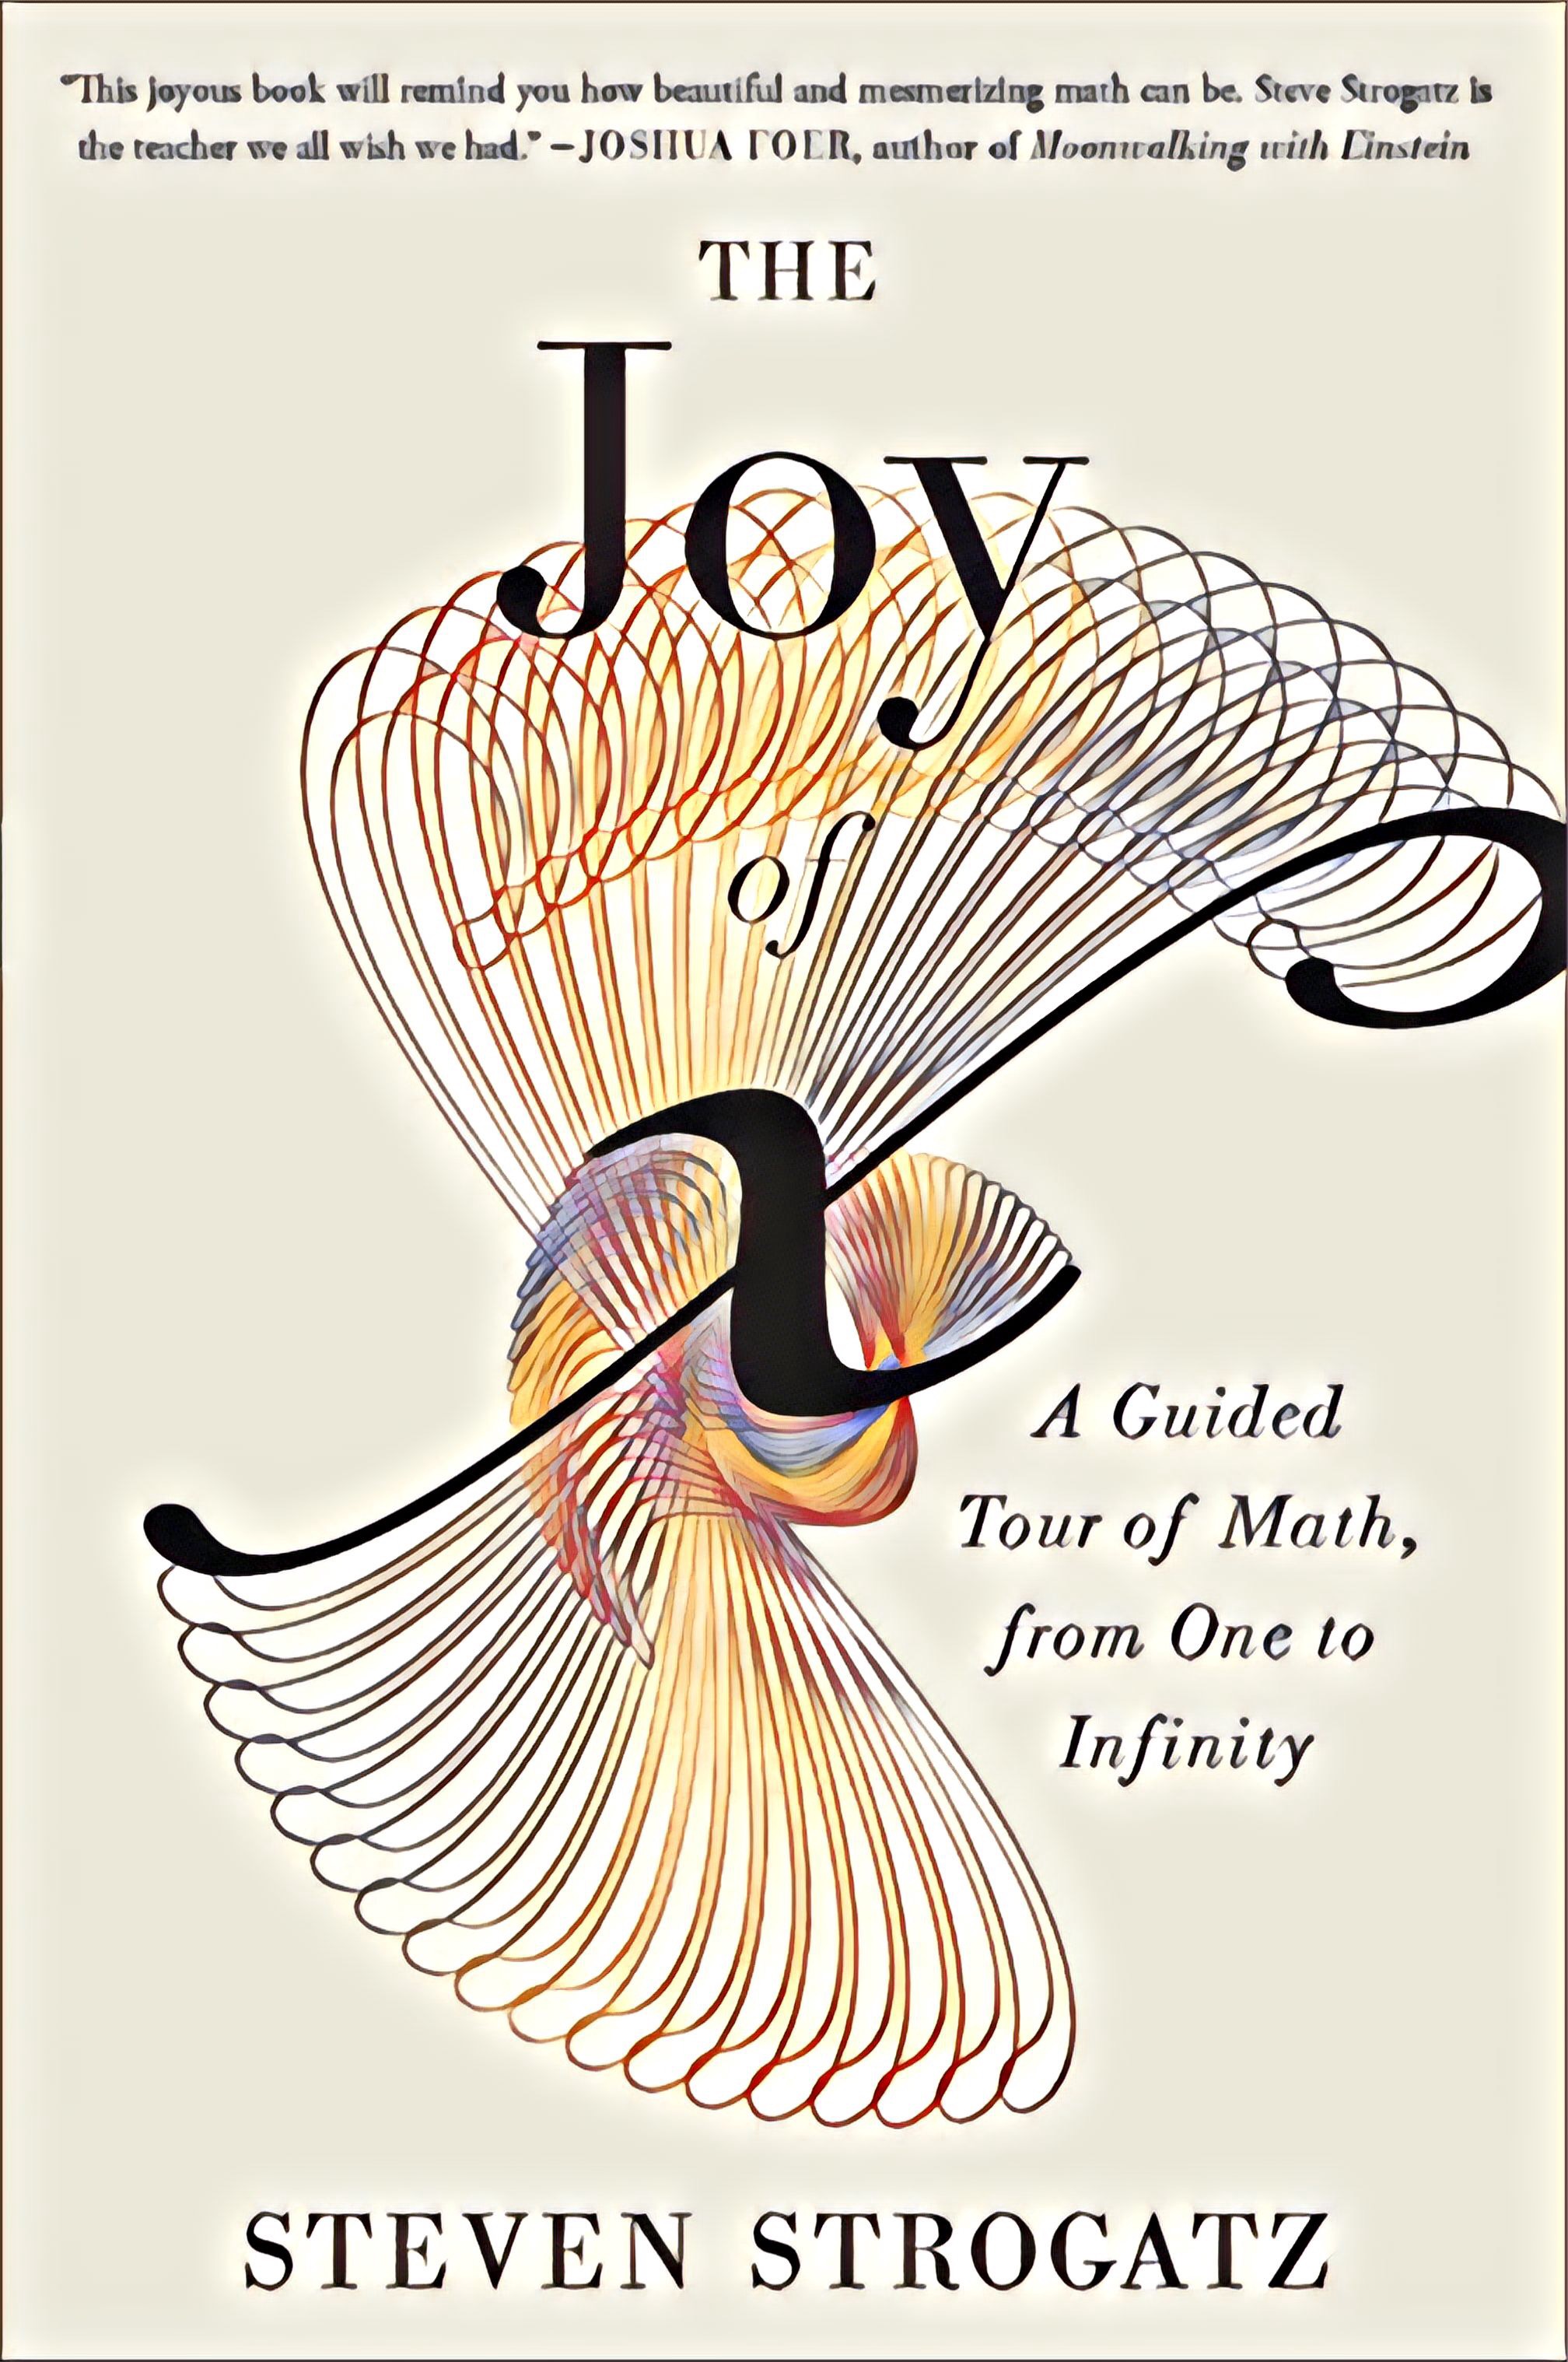 "This joyous book will remind you how beautiful and mesmerizing math can be. Steve Strogatz is
the teacher we all wish we had." —JOSHUA FOER, author of Moonwalking with Einstein
THE
Joy
of
x
A Guided
Tour of Math,
from One to
Infinity
STEVEN STROGATZ